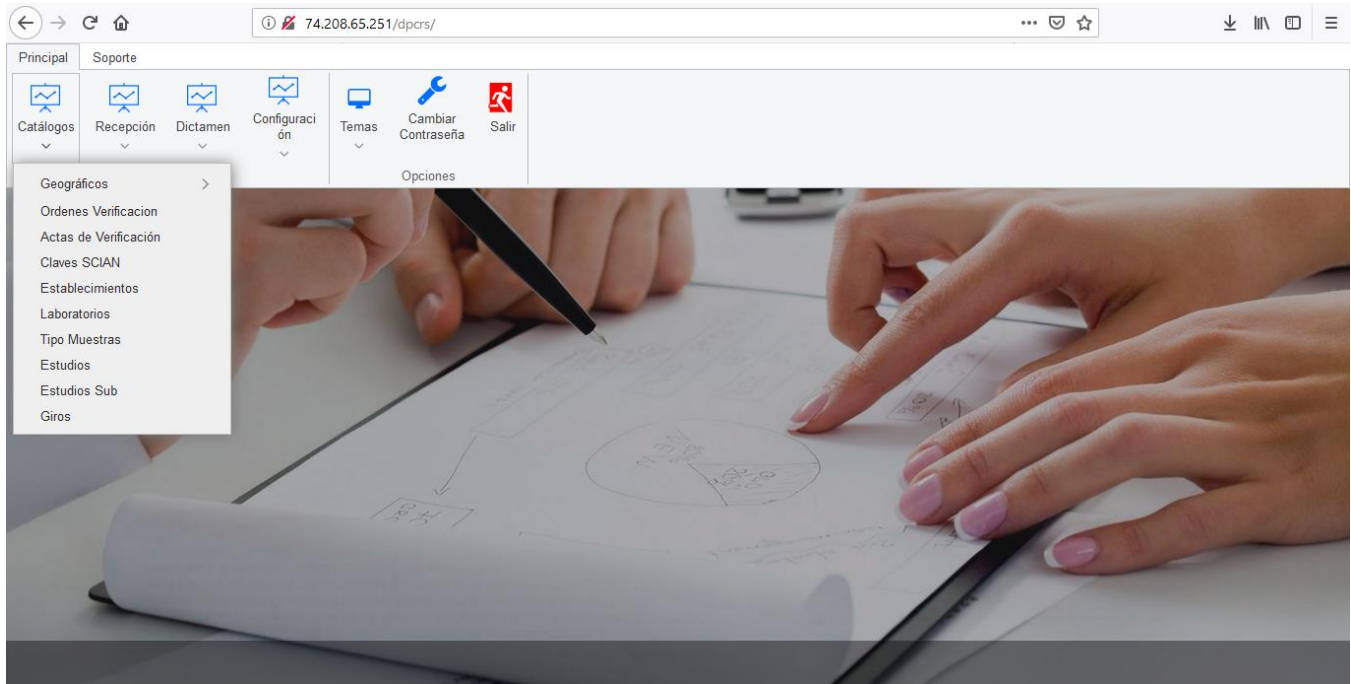 74.208.65.251/dpcrs/
Principal Soporte
Catálogos Recepción Dictamen Configuraci
ón Temas Cambiar
Contraseña Salir
Opciones
Geográficos
Ordenes Verificacion
Actas de Verificación
Claves SCIAN
Establecimientos
Laboratorios
Tipo Muestras
Estudios
Estudios Sub
Giros